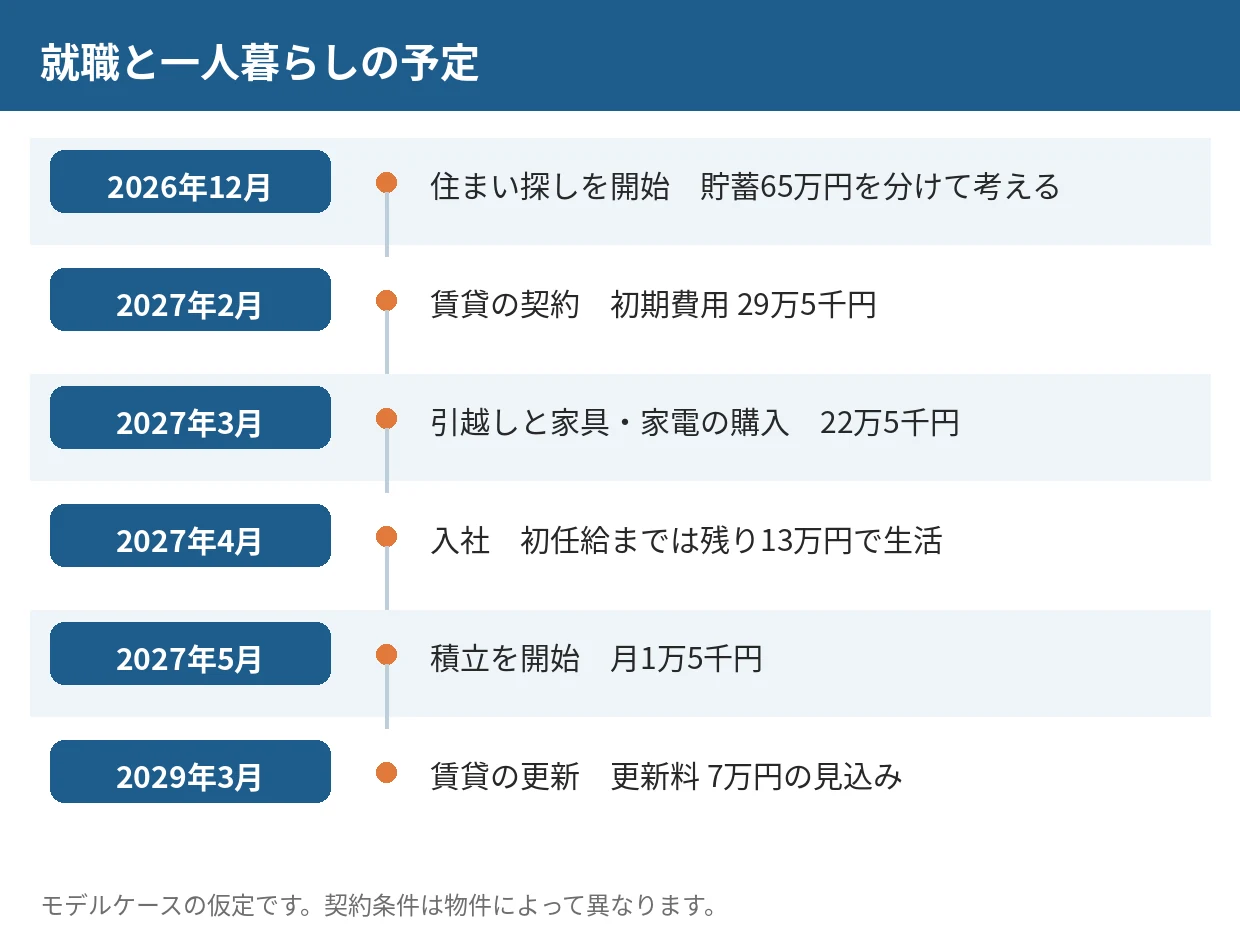 就職と一人暮らしの予定
2026年12月 住まい探しを開始　貯蓄65万円を分けて考える
2027年2月 賃貸の契約　初期費用 29万5千円
2027年3月 引越しと家具・家電の購入　22万5千円
2027年4月 入社　初任給までは残り13万円で生活
2027年5月 積立を開始　月1万5千円
2029年3月 賃貸の更新　更新料 7万円の見込み
モデルケースの仮定です。契約条件は物件によって異なります。